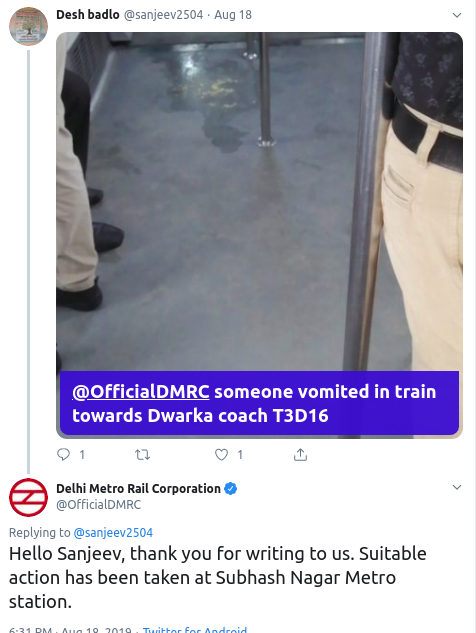 Desh badlo @sanjeev2504 · Aug 18
@OfficialDMRC someone vomited in train
towards Dwarka coach T3D16
1 1
Delhi Metro Rail Corporation
@OfficialDMRC
Replying to @sanjeev2504
Hello Sanjeev, thank you for writing to us. Suitable
action has been taken at Subhash Nagar Metro
station.
6:31 PM · Aug 18, 2019 · Twitter for Android